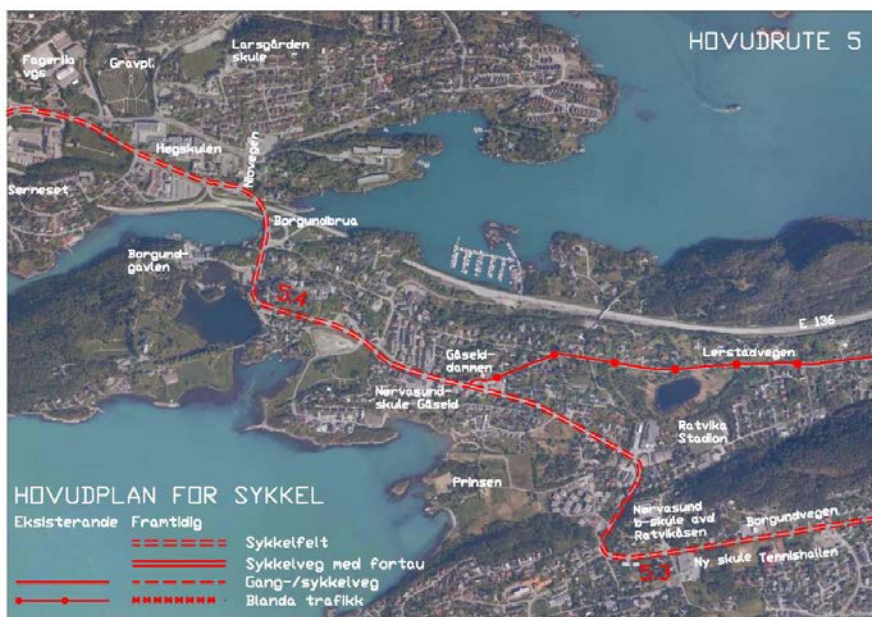 HOVUDRUTE 5
Larsgården
skule
Fagerlia
vgs
Gravpl.
Høgskulen
Nlovegen
Sørneset
Borgundbrua
Borgund-
gavlen
5.4
E 136
Gåseid-
dammen
Lerstadvegen
Nørvasund-
skule Gåseid
Ratvika
Stadion
Prinsen
Nørvasund
b-skule avd
Ratvikåsen
Borgundvegen
Ny skule Tennishallen
5.3
HOVUDPLAN FOR SYKKEL
Eksisterande Framtidig
Sykkelfelt
Sykkelveg med fortau
Gang-/sykkelveg
Blanda trafikk